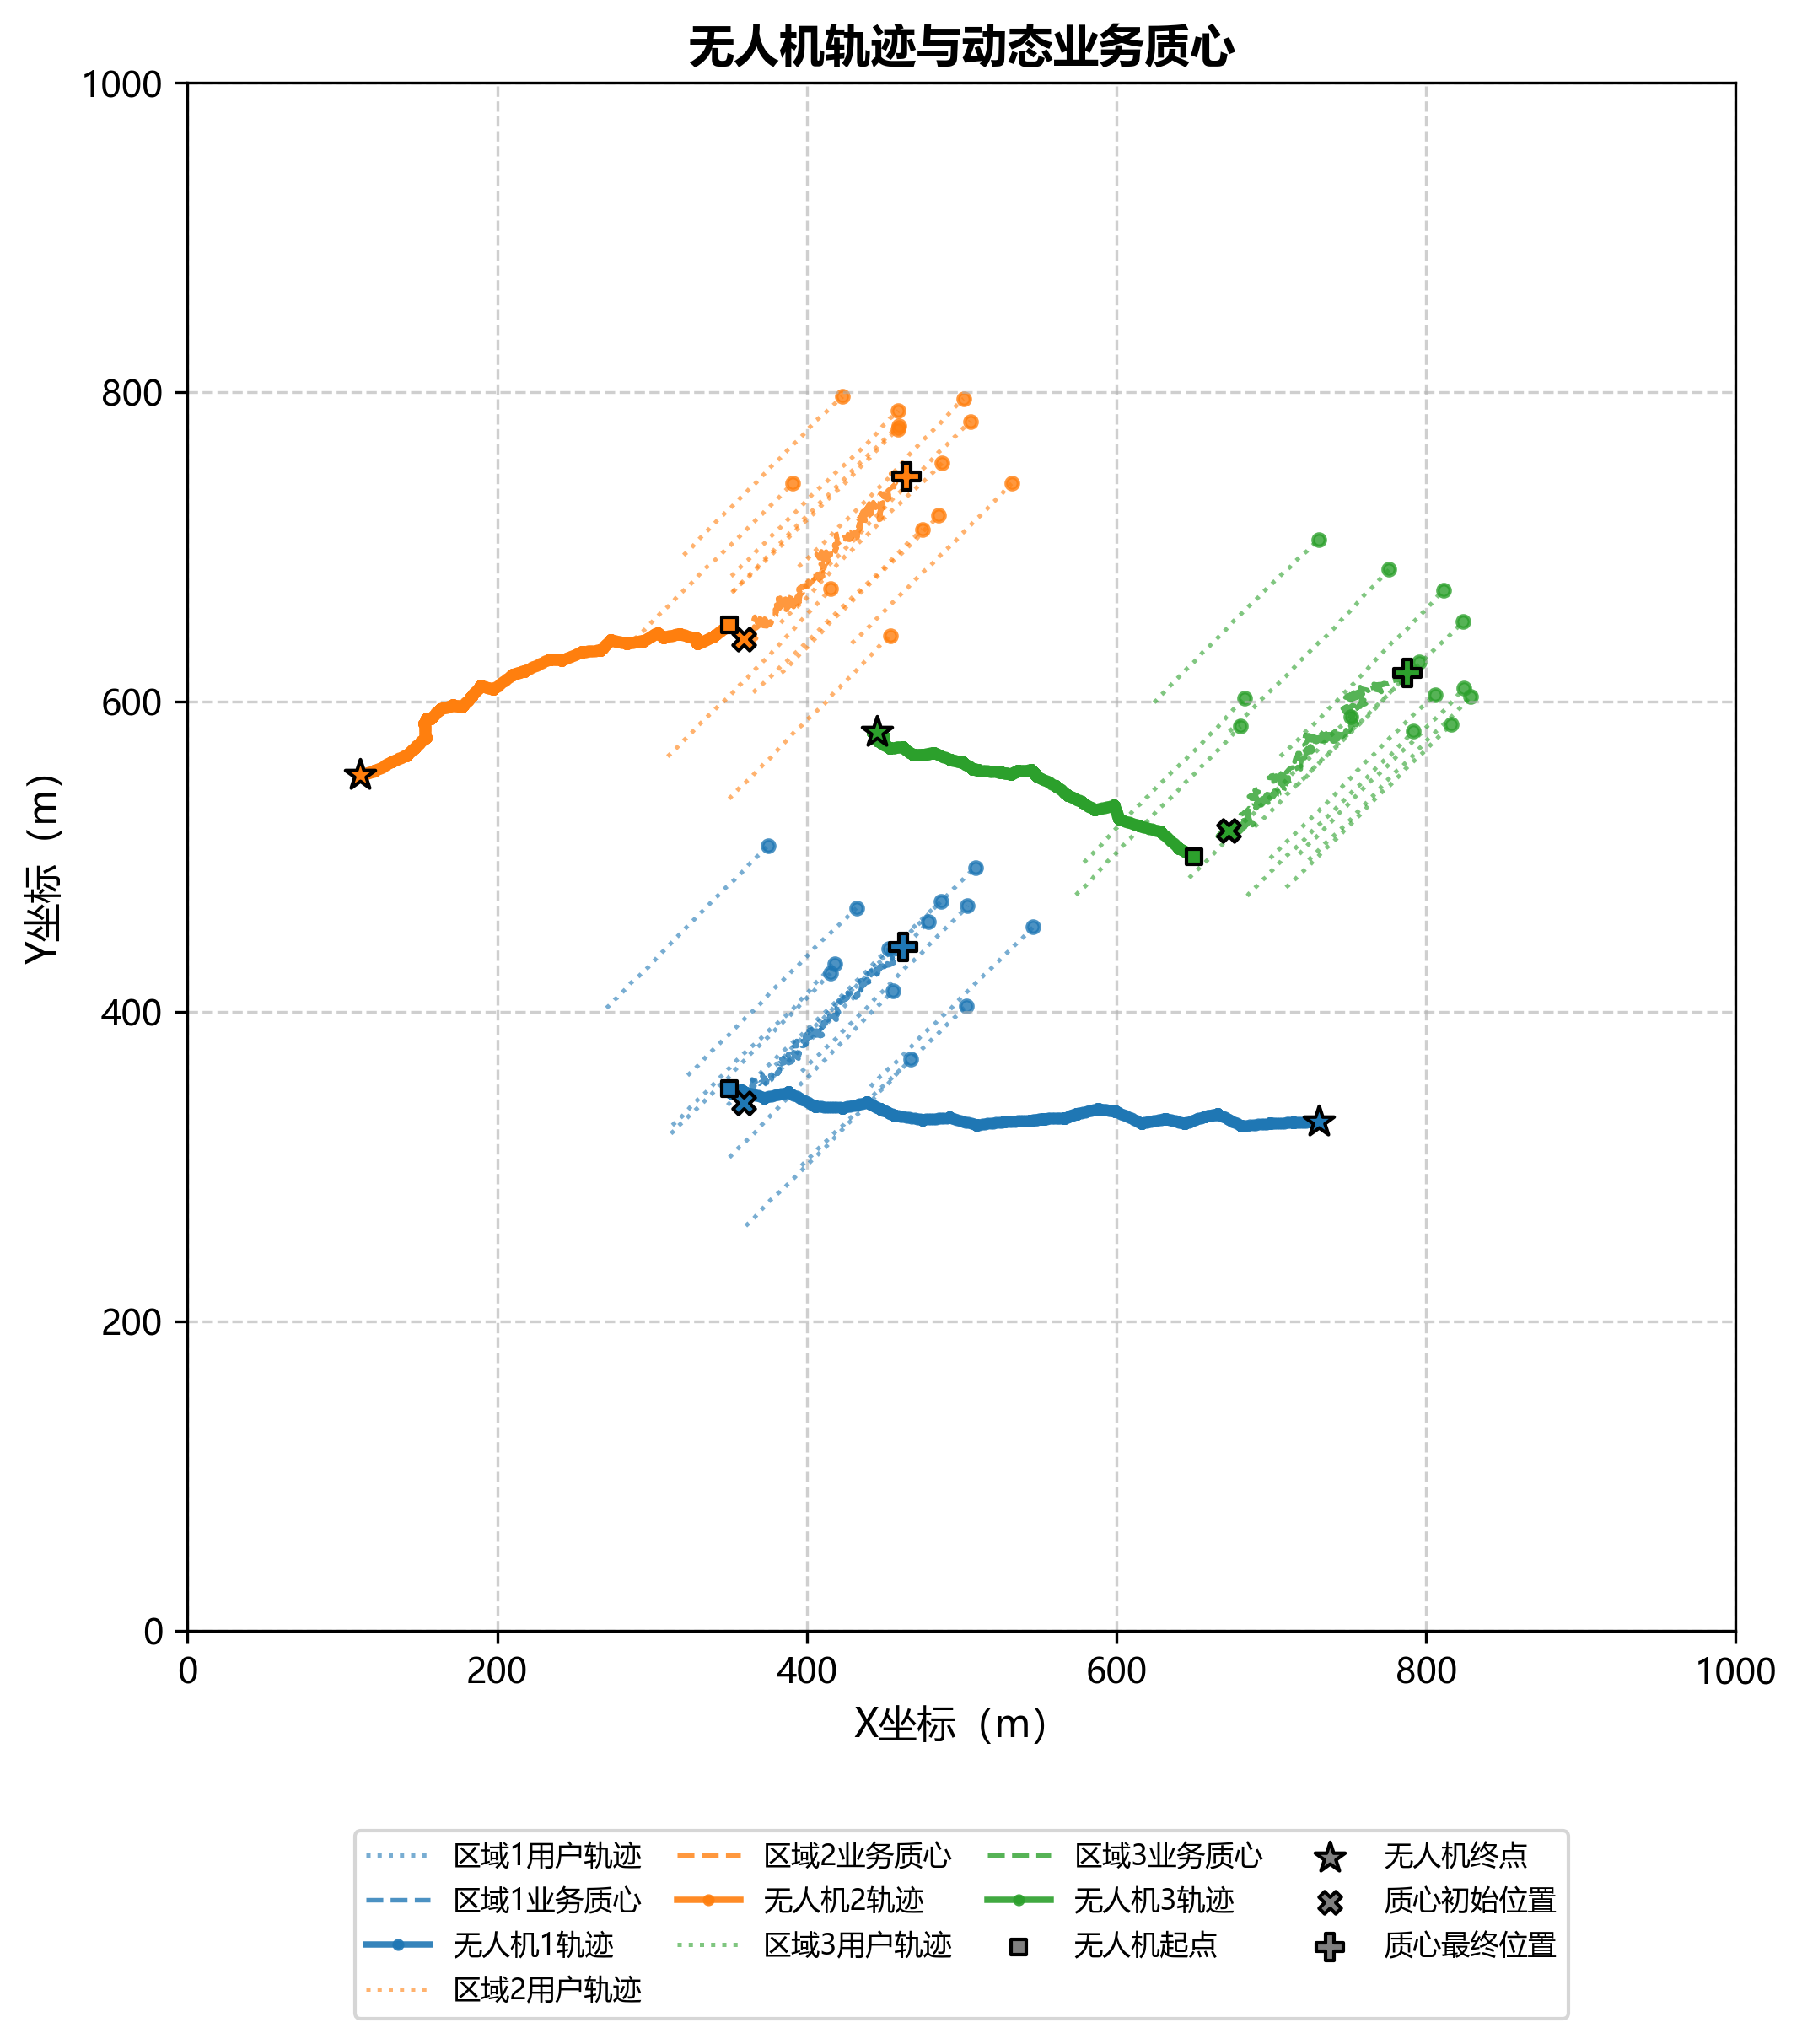 无人机轨迹与动态业务质心
1000
800
600
400
200
0
Y坐标（m）
0 200 400 600 800 1000
X坐标（m）
区域1用户轨迹 区域2业务质心 区域3业务质心 无人机终点
区域1业务质心 无人机2轨迹 无人机3轨迹 质心初始位置
无人机1轨迹 区域3用户轨迹 无人机起点 质心最终位置
区域2用户轨迹